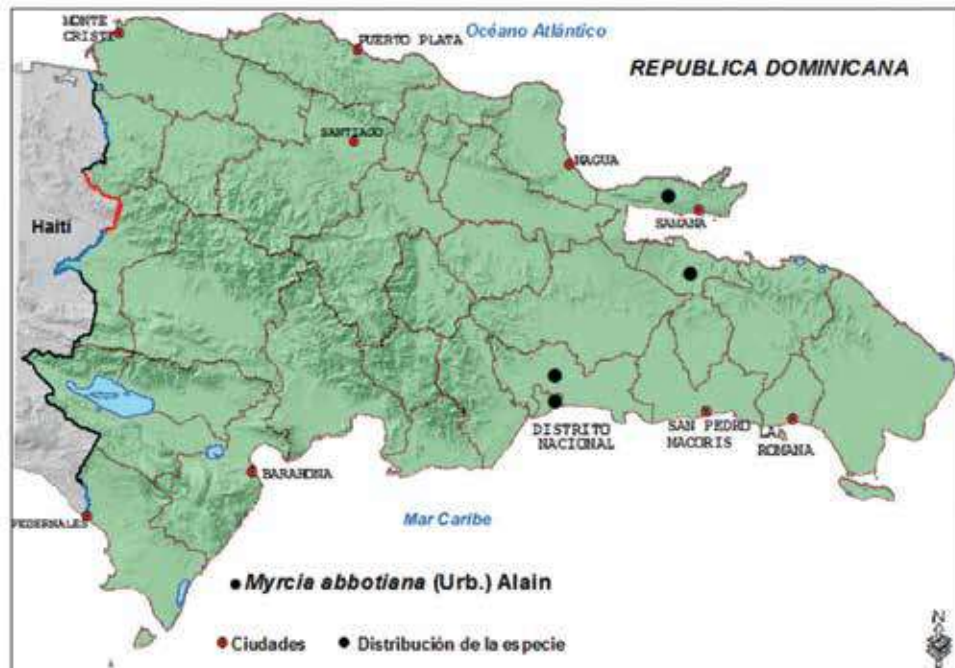 MONTE
CRISTI
PUERTO PLATA
Océano Atlántico
REPUBLICA DOMINICANA
SANTIAGO
NAGUA
SAMANA
Haití
DISTRITO
NACIONAL
SAN PEDRO
MACORIS
LA
ROMANA
BARAHONA
PEDERNALES
Mar Caribe
Myrcia abbotiana (Urb.) Alain
Ciudades
Distribución de la especie
N